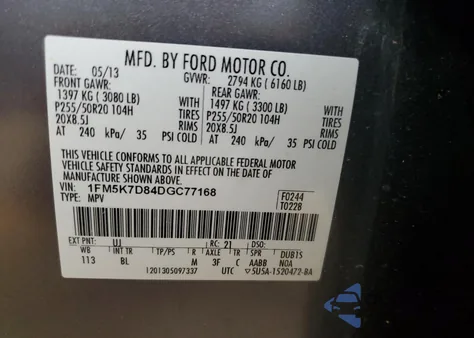 MFD. BY FORD MOTOR CO.
DATE: 05/13 GVWR: 2794 KG ( 6160 LB)
FRONT GAWR: REAR GAWR:
1397 KG ( 3080 LB) WITH 1497 KG ( 3300 LB) WITH
P255/50R20 104H TIRES P255/50R20 104H TIRES
20X8.5J RIMS 20X8.5J RIMS
AT 240 kPa/ 35 PSI COLD AT 240 kPa/ 35 PSI COLD
THIS VEHICLE CONFORMS TO ALL APPLICABLE FEDERAL MOTOR
VEHICLE SAFETY STANDARDS IN EFFECT ON THE DATE OF
MANUFACTURE SHOWN ABOVE.
VIN: 1FM5K7D84DGC77168 F0244
TYPE: MPV T0228
EXT PNT: UJ RC: 21 DSO:
WB INT TR TP/PS R AXLE TR SPR DUB1S
113 BL M 3F C AABB NOA
1201305097337 UTC 5U5A-1520472-BA